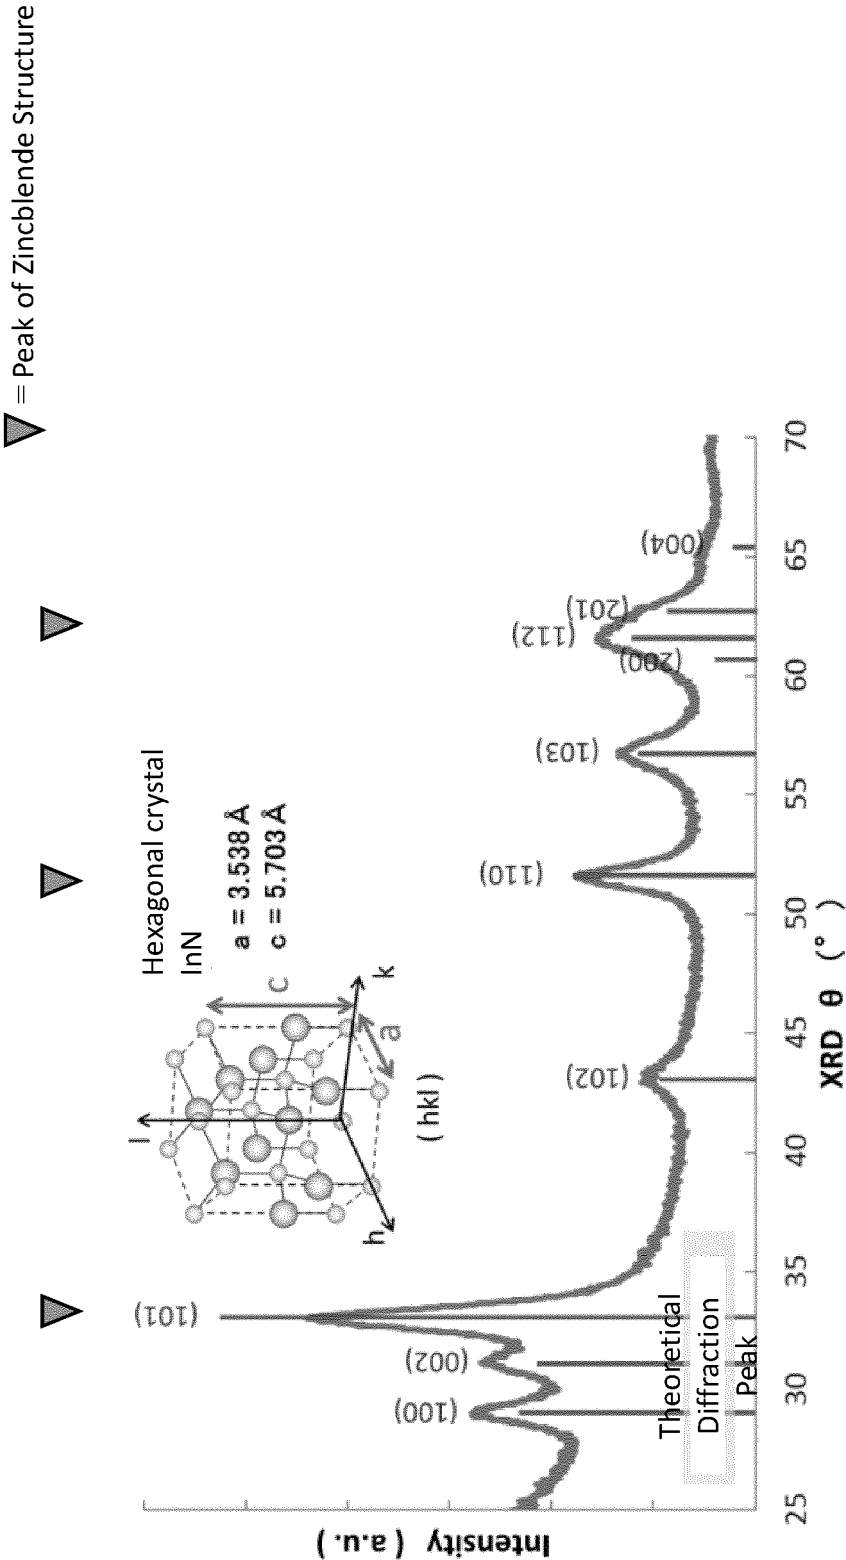 = Peak of Zincblende Structure
Hexagonal crystal
InN
a = 3.538 Å
c = 5.703 Å
l
h
k
c
a
( hkl )
(101)
(100)
(002)
(102)
(110)
(103)
(200)
(112)
(201)
(004)
Theoretical
Diffraction
Peak
Intensity ( a.u. )
25
30
35
40
45
50
55
60
65
70
XRD θ (°)